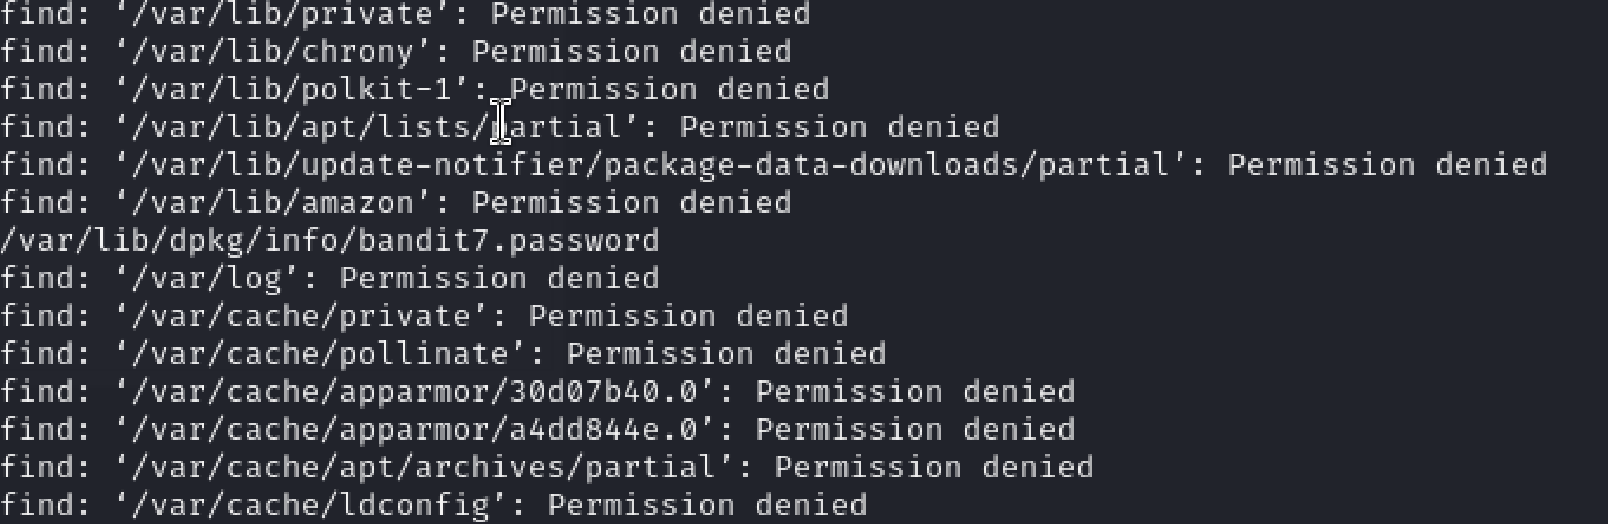 find: ‘/var/lib/private’: Permission denied
find: ‘/var/lib/chrony’: Permission denied
find: ‘/var/lib/polkit-1’: Permission denied
find: ‘/var/lib/apt/lists/partial’: Permission denied
find: ‘/var/lib/update-notifier/package-data-downloads/partial’: Permission denied
find: ‘/var/lib/amazon’: Permission denied
/var/lib/dpkg/info/bandit7.password
find: ‘/var/log’: Permission denied
find: ‘/var/cache/private’: Permission denied
find: ‘/var/cache/pollinate’: Permission denied
find: ‘/var/cache/apparmor/30d07b40.0’: Permission denied
find: ‘/var/cache/apparmor/a4dd844e.0’: Permission denied
find: ‘/var/cache/apt/archives/partial’: Permission denied
find: ‘/var/cache/ldconfig’: Permission denied